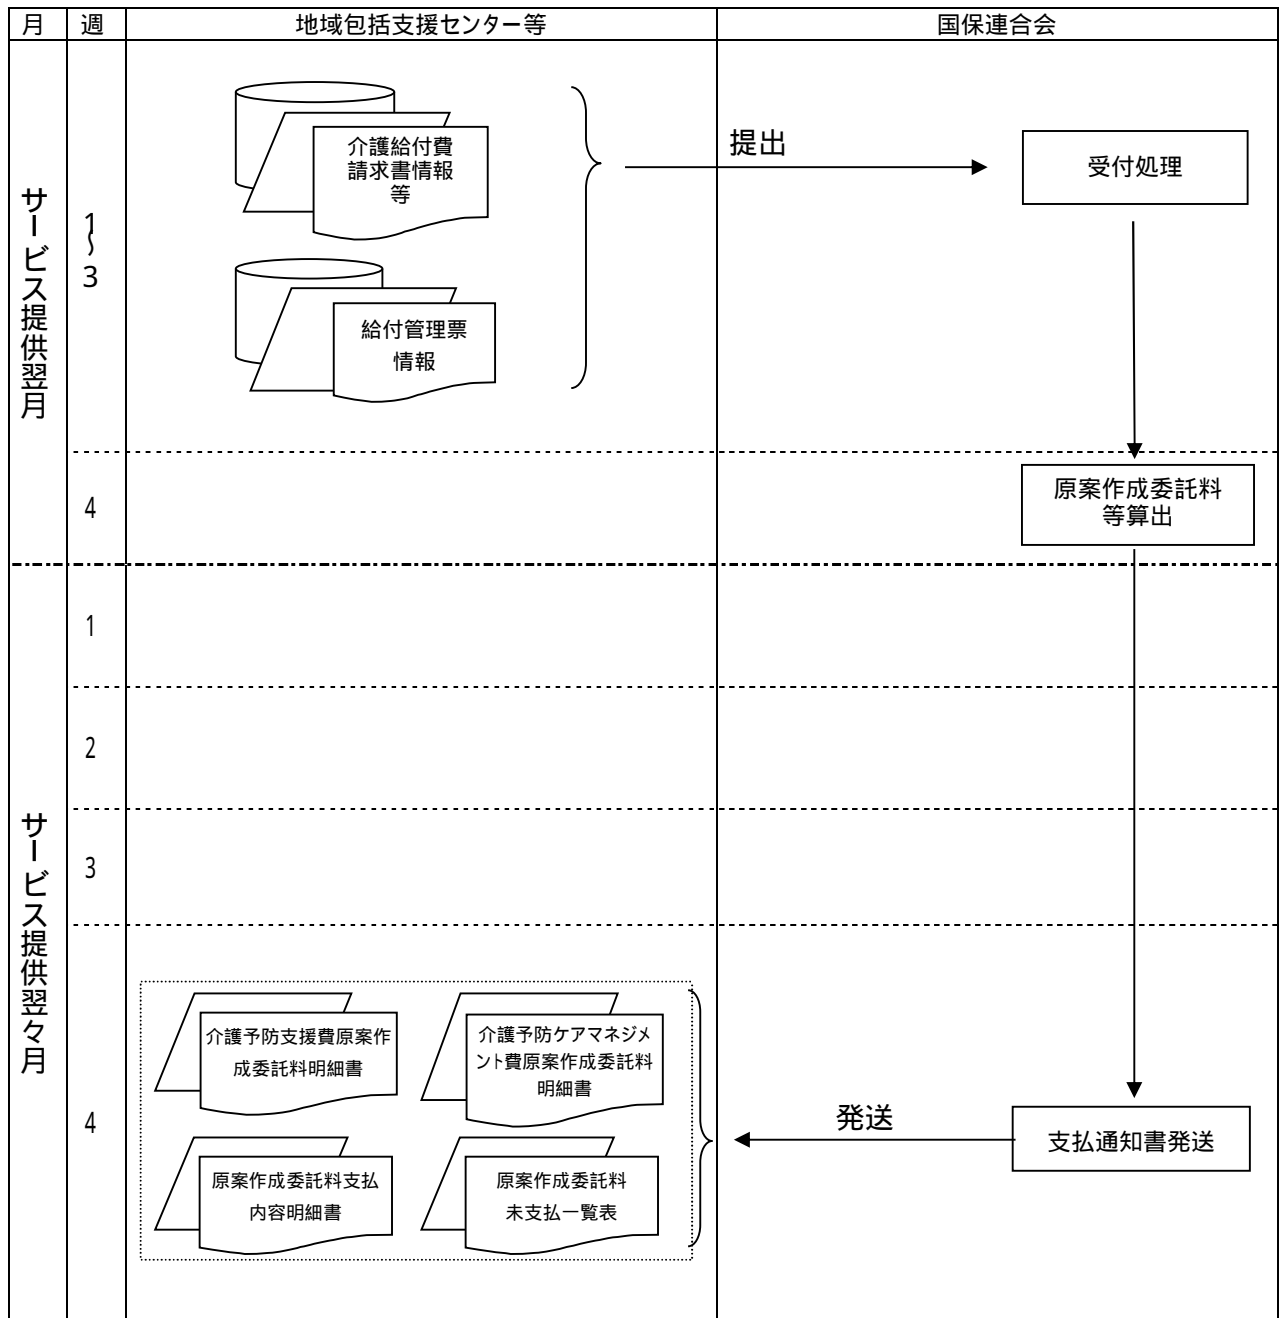 月 週 地域包括支援センター等 国保連合会
サービス提供翌月
1
〜
3
介護給付費
請求書情報
等
提出
受付処理
給付管理票
情報
4
原案作成委託料
等算出
サービス提供翌々月
1
2
3
4
介護予防支援費原案作
成委託料明細書
介護予防ケアマネジメ
ント費原案作成委託料
明細書
原案作成委託料支払
内容明細書
原案作成委託料
未支払一覧表
発送
支払通知書発送